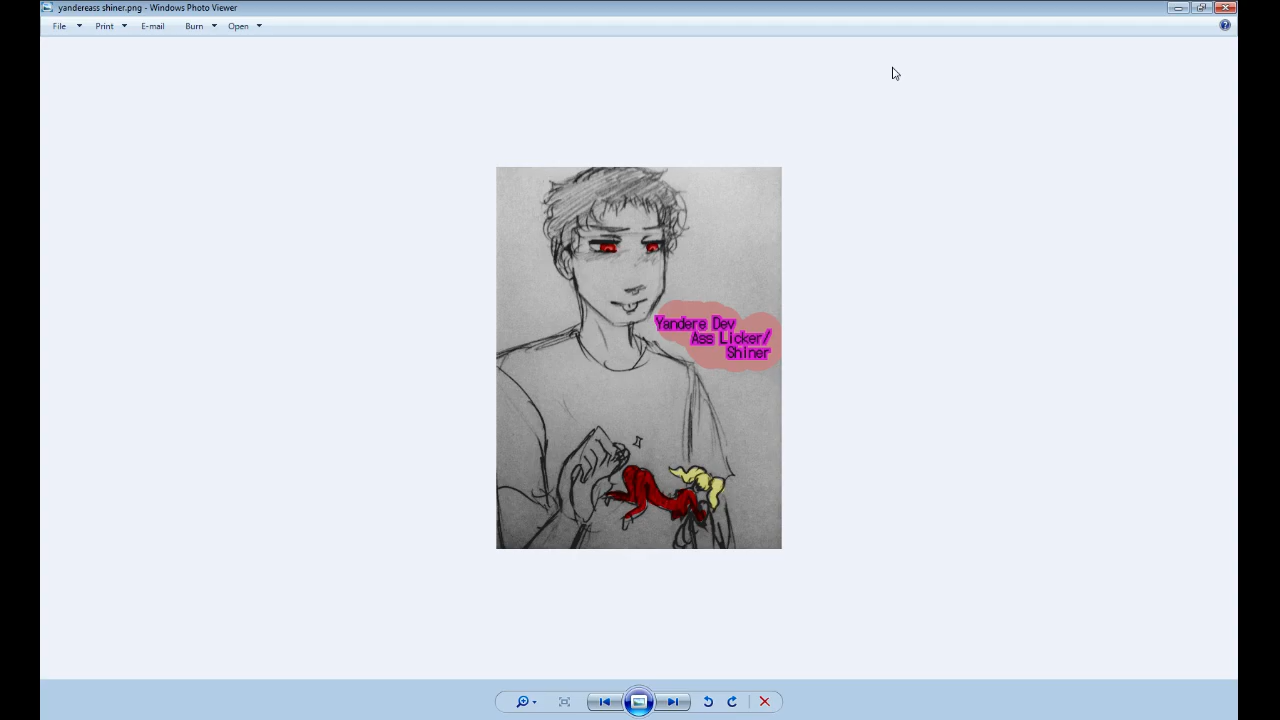 yandereass shiner.png - Windows Photo Viewer
File Print E-mail Burn Open
Yandere Dev
Ass Licker/
Shiner